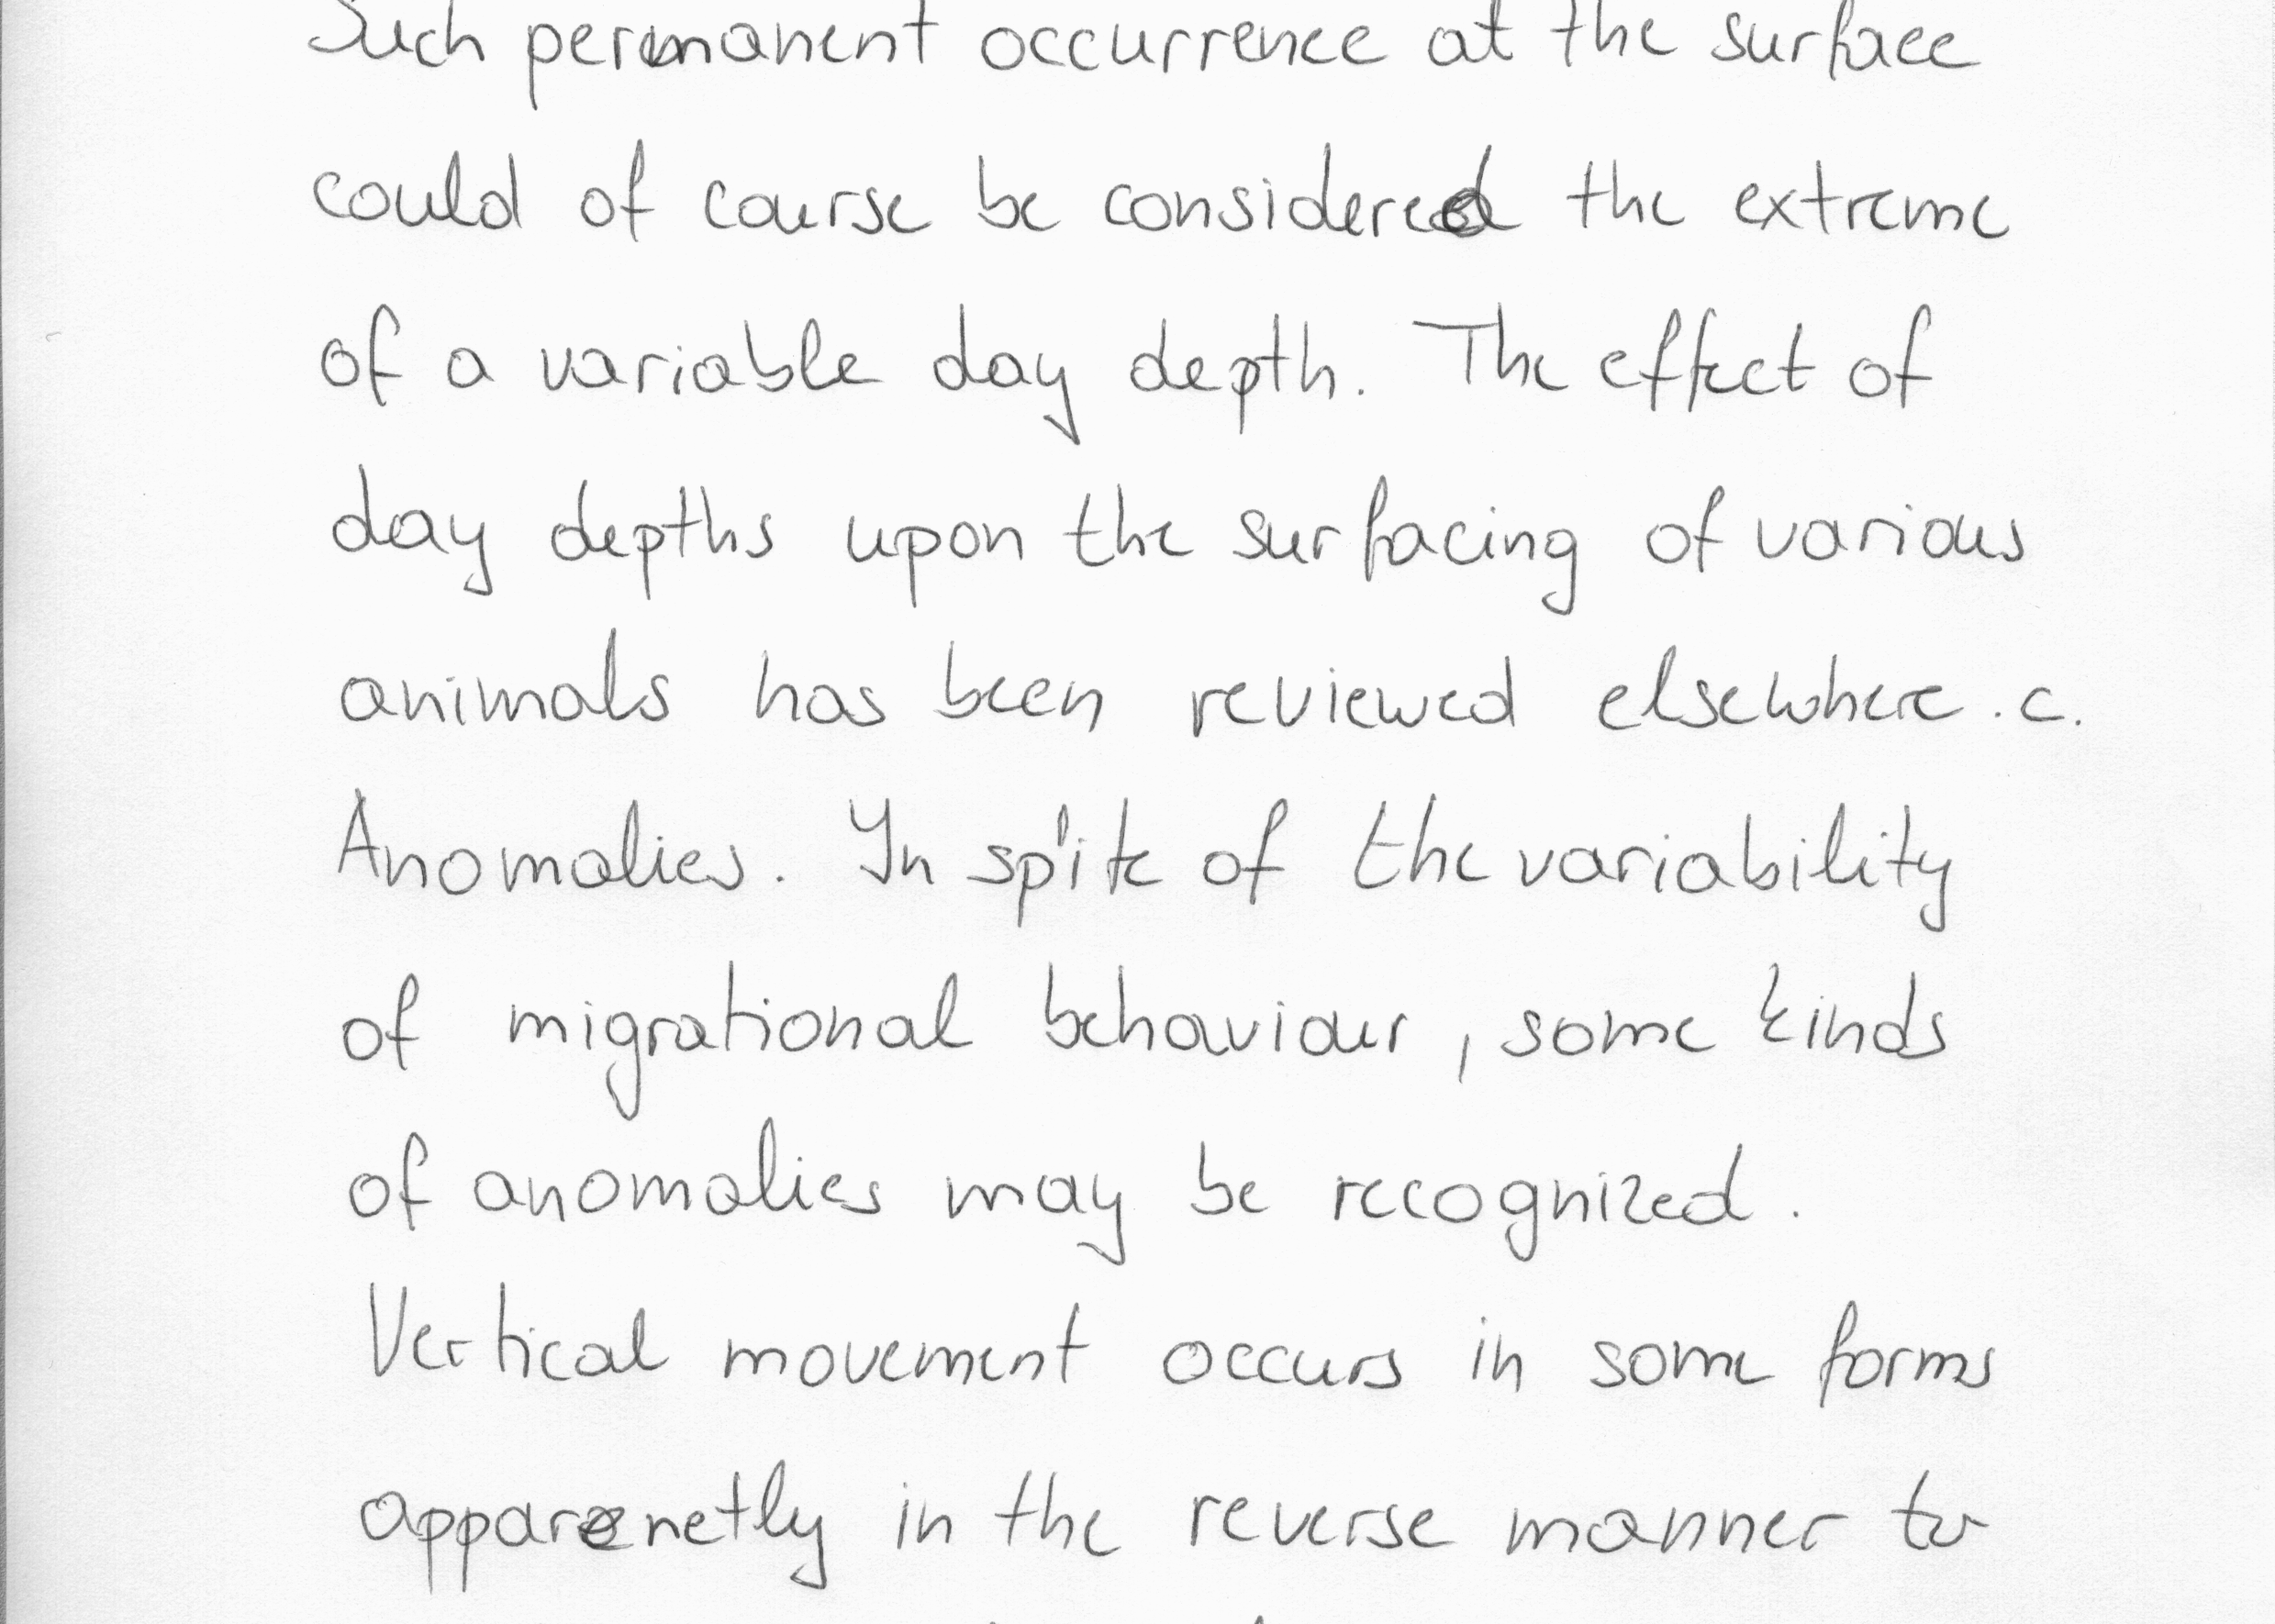 Such permanent occurrence at the surface
could of course be considered the extreme
of a variable day depth. The effect of
day depths upon the surfacing of various
animals has been reviewed elsewhere. c.
Anomalies. In spite of the variability
of migrational behaviour, some kinds
of anomalies may be recognized.
Vertical movement occurs in some forms
apparenetly in the reverse manner to